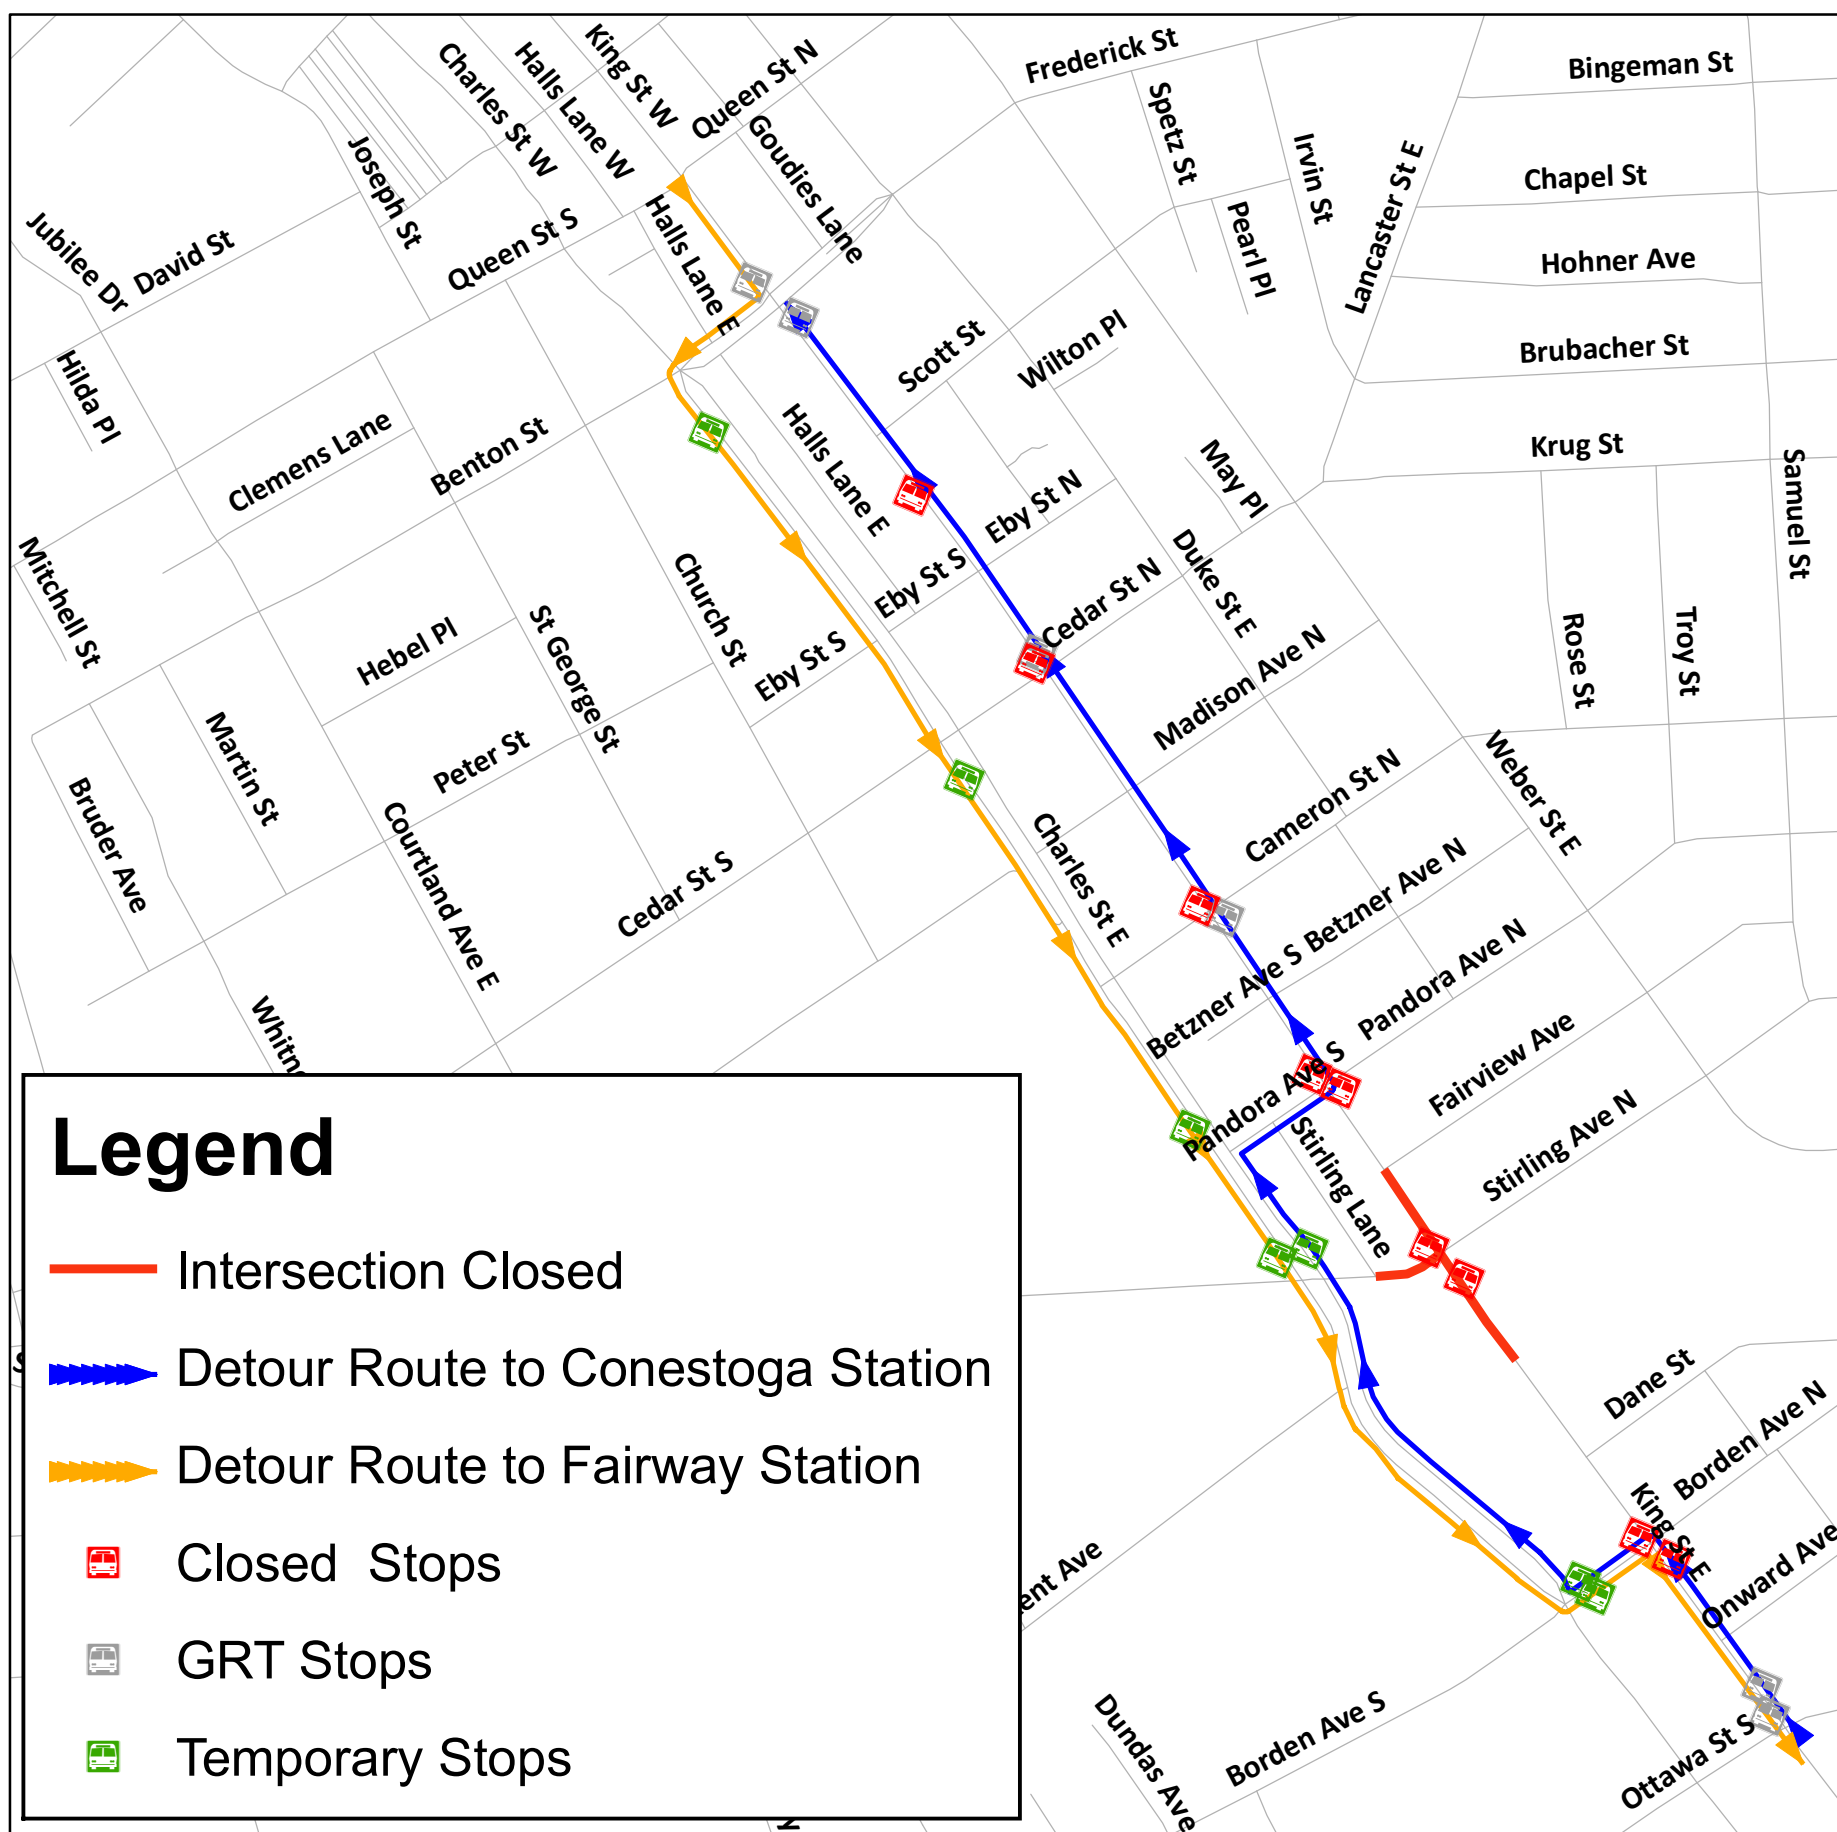 Charles St W
Halls Lane W
King St W
Queen St N
Goudies Lane
Frederick St
Spetz St
Irvin St
Pearl Pl
Lancaster St E
Bingeman St
Chapel St
Hohner Ave
Brubacher St
Krug St
Samuel St
Rose St
Troy St
Joseph St
Jubilee Dr
David St
Queen St S
Halls Lane E
Hilda Pl
Clemens Lane
Benton St
Scott St
Wilton Pl
Halls Lane E
May Pl
Eby St N
Eby St S
Duke St E
Cedar St N
Mitchell St
Hebel Pl
St George St
Church St
Eby St S
Madison Ave N
Martin St
Peter St
Bruder Ave
Courtland Ave E
Cedar St S
Charles St E
Cameron St N
Weber St E
Betzner Ave N
Betzner Ave S
Pandora Ave N
Pandora Ave S
Fairview Ave
Stirling Ave N
Stirling Lane
Whitn
Dane St
Borden Ave N
King St E
Onward Ave
ent Ave
Dundas Ave
Borden Ave S
Ottawa St S
Legend
Intersection Closed
Detour Route to Conestoga Station
Detour Route to Fairway Station
Closed  Stops
GRT Stops
Temporary Stops